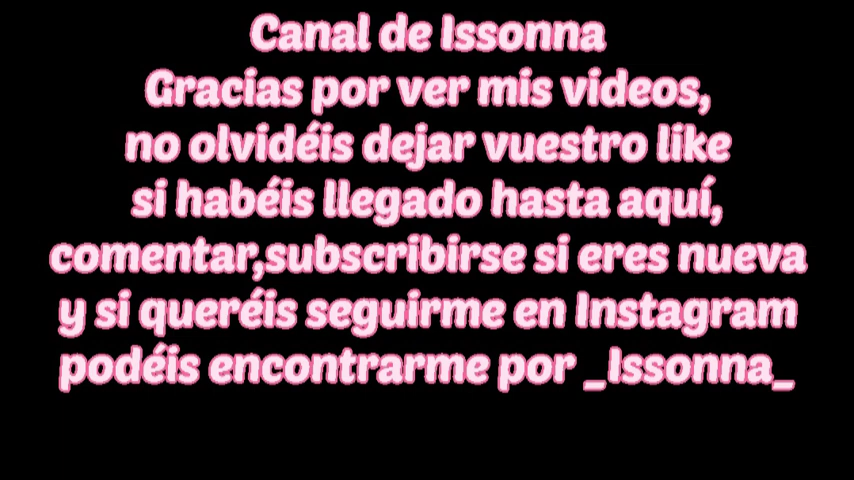 Canal de Issonna
Gracias por ver mis videos,
no olvidéis dejar vuestro like
si habéis llegado hasta aquí,
comentar,subscribirse si eres nueva
y si queréis seguirme en Instagram
podéis encontrarme por _Issonna_